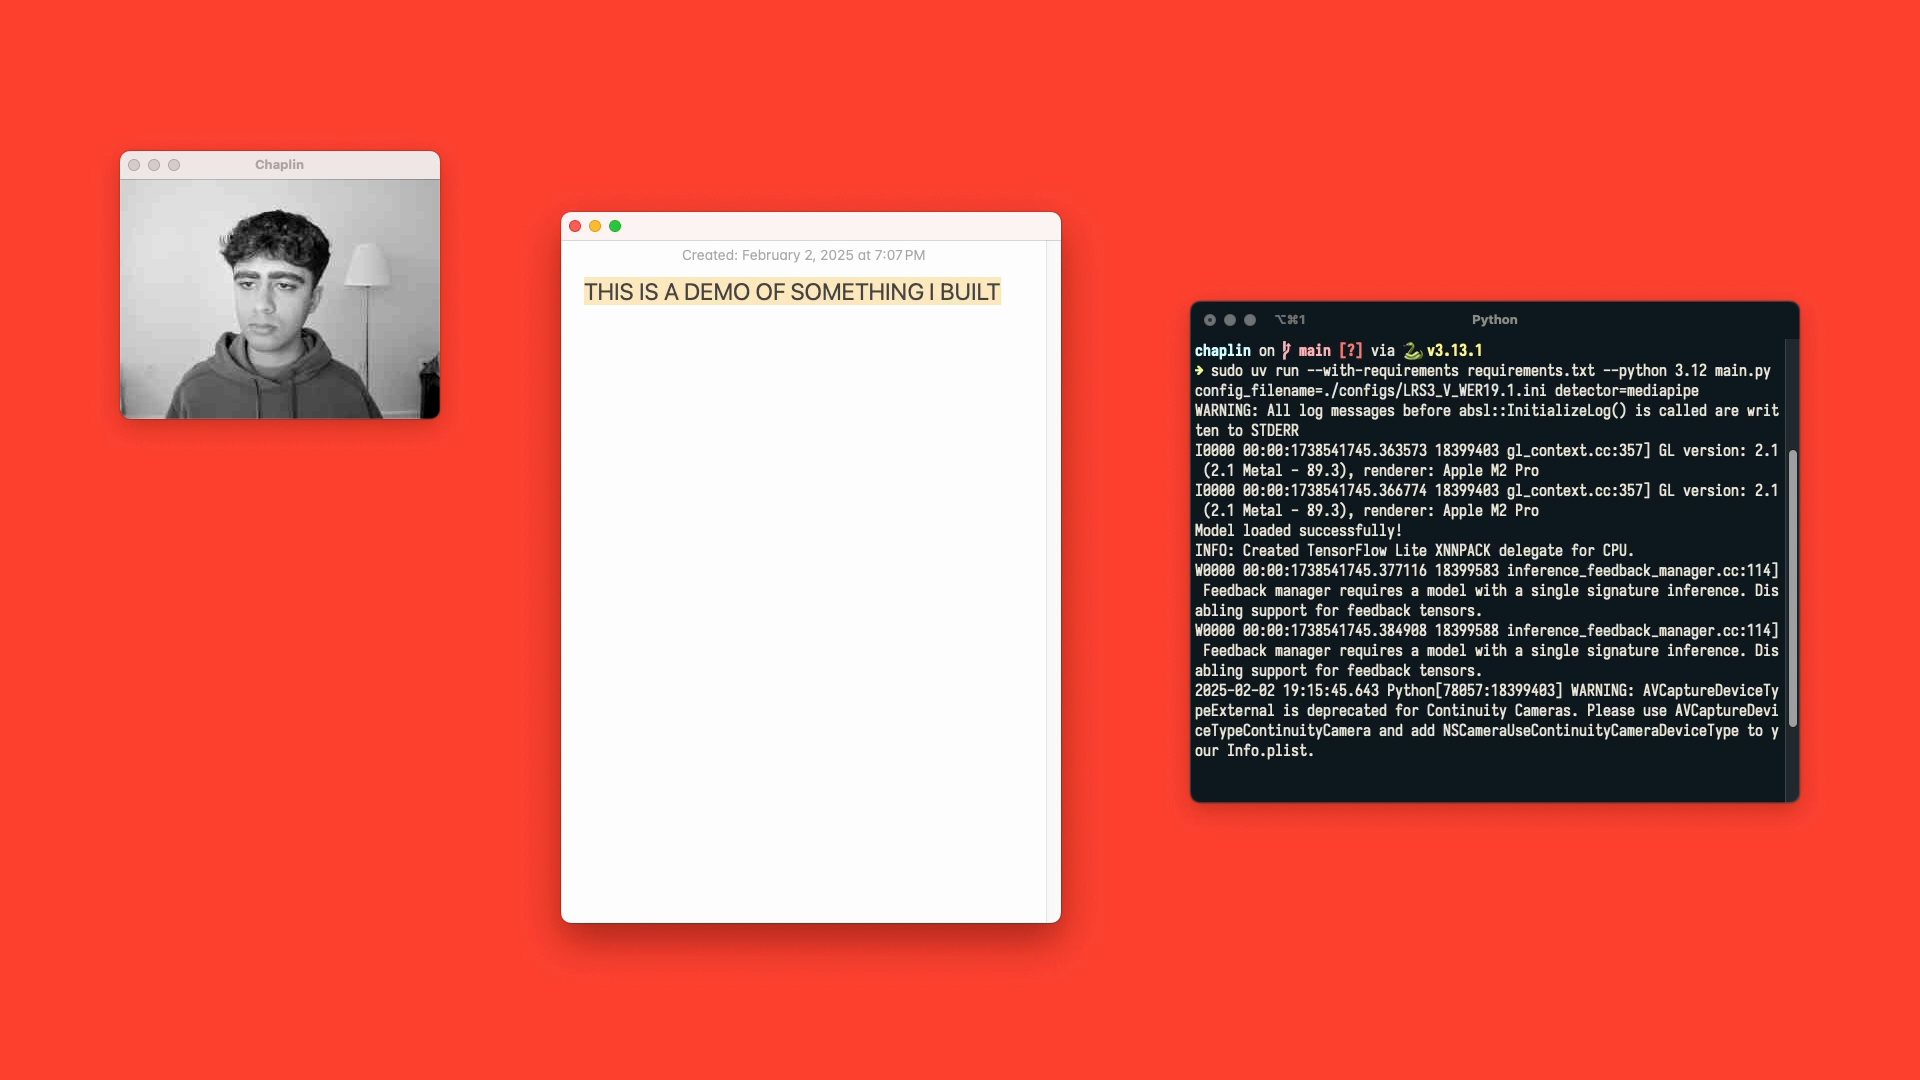 Chaplin
Created: February 2, 2025 at 7:07 PM
THIS IS A DEMO OF SOMETHING I BUILT
⌥⌘1 Python
chaplin on main [?] via 🐍 v3.13.1
➜ sudo uv run --with-requirements requirements.txt --python 3.12 main.py
config_filename=./configs/LRS3_V_WER19.1.ini detector=mediapipe
WARNING: All log messages before absl::InitializeLog() is called are writ
ten to STDERR
I0000 00:00:1738541745.363573 18399403 gl_context.cc:357] GL version: 2.1
(2.1 Metal - 89.3), renderer: Apple M2 Pro
I0000 00:00:1738541745.366774 18399403 gl_context.cc:357] GL version: 2.1
(2.1 Metal - 89.3), renderer: Apple M2 Pro
Model loaded successfully!
INFO: Created TensorFlow Lite XNNPACK delegate for CPU.
W0000 00:00:1738541745.377116 18399583 inference_feedback_manager.cc:114]
Feedback manager requires a model with a single signature inference. Dis
abling support for feedback tensors.
W0000 00:00:1738541745.384908 18399588 inference_feedback_manager.cc:114]
Feedback manager requires a model with a single signature inference. Dis
abling support for feedback tensors.
2025-02-02 19:15:45.643 Python[78057:18399403] WARNING: AVCaptureDeviceTy
peExternal is deprecated for Continuity Cameras. Please use AVCaptureDevi
ceTypeContinuityCamera and add NSCameraUseContinuityCameraDeviceType to y
our Info.plist.